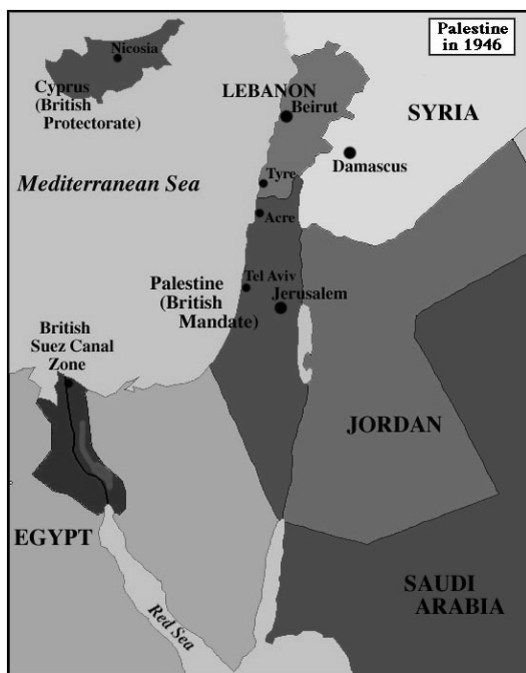 Palestine
in 1946
Nicosia
Cyprus
(British
Protectorate)
LEBANON
Beirut
SYRIA
Damascus
Mediterranean Sea
Tyre
Acre
Tel Aviv
Palestine
(British
Mandate)
Jerusalem
British
Suez Canal
Zone
JORDAN
EGYPT
Red Sea
SAUDI
ARABIA